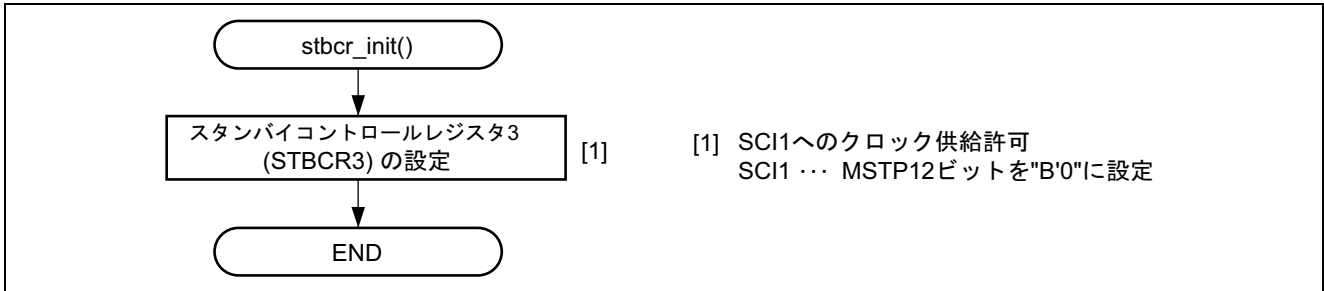 stbcr_init()
スタンバイコントロールレジスタ3
(STBCR3) の設定
[1]
[1] SCI1へのクロック供給許可
SCI1 ･･･ MSTP12ビットを"B'0"に設定
END